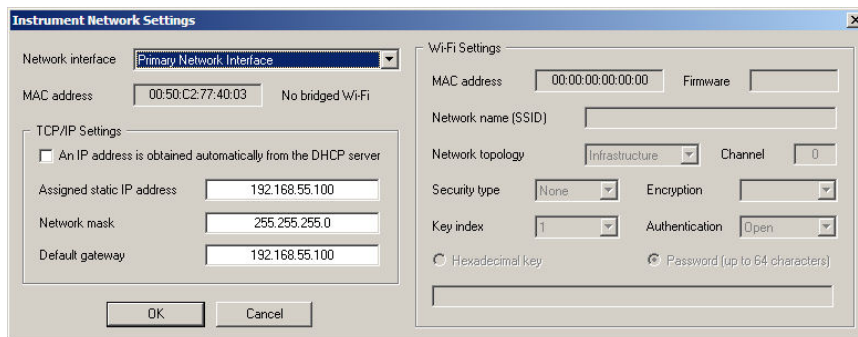 Instrument Network Settings
Network interface Primary Network Interface
MAC address 00:50:C2:77:40:03 No bridged Wi-Fi
TCP/IP Settings
An IP address is obtained automatically from the DHCP server
Assigned static IP address 192.168.55.100
Network mask 255.255.255.0
Default gateway 192.168.55.100
OK Cancel
Wi-Fi Settings
MAC address 00:00:00:00:00:00 Firmware
Network name (SSID)
Network topology Infrastructure Channel 0
Security type None Encryption
Key index 1 Authentication Open
Hexadecimal key Password (up to 64 characters)